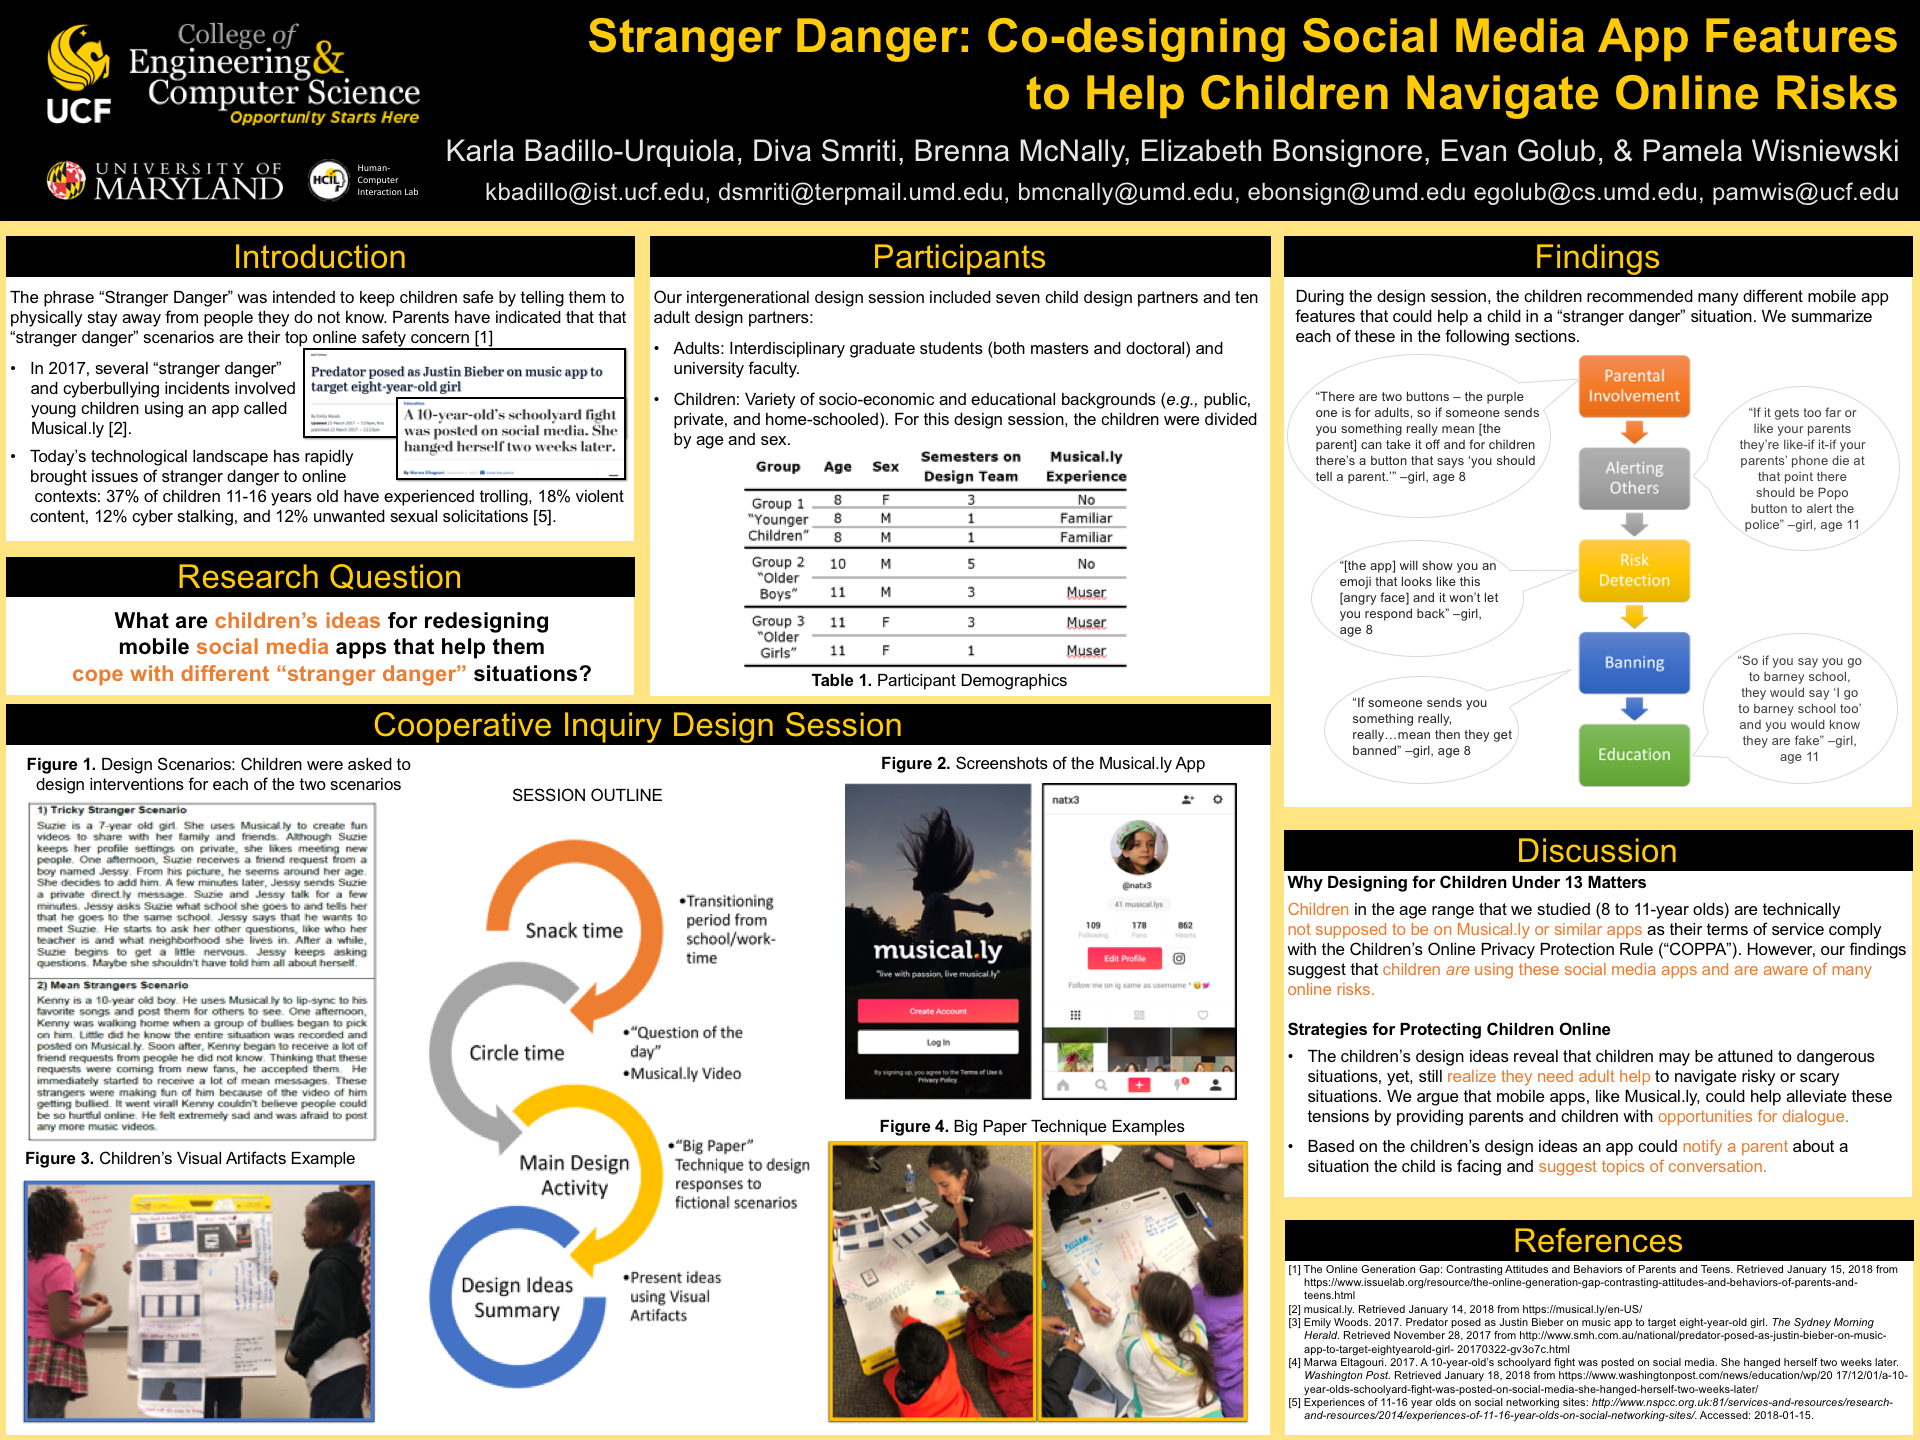 College of
Engineering&
Computer Science
Opportunity Starts Here
UCF
UNIVERSITY OF
MARYLAND
HCIL
Human-
Computer
Interaction Lab
Stranger Danger: Co-designing Social Media App Features
to Help Children Navigate Online Risks
Karla Badillo-Urquiola, Diva Smriti, Brenna McNally, Elizabeth Bonsignore, Evan Golub, & Pamela Wisniewski
kbadillo@ist.ucf.edu, dsmriti@terpmail.umd.edu, bmcnally@umd.edu, ebonsign@umd.edu egolub@cs.umd.edu, pamwis@ucf.edu
Introduction
The phrase “Stranger Danger” was intended to keep children safe by telling them to
physically stay away from people they do not know. Parents have indicated that that
“stranger danger” scenarios are their top online safety concern [1]
• In 2017, several “stranger danger”
and cyberbullying incidents involved
young children using an app called
Musical.ly [2].
• Today’s technological landscape has rapidly
brought issues of stranger danger to online
contexts: 37% of children 11-16 years old have experienced trolling, 18% violent
content, 12% cyber stalking, and 12% unwanted sexual solicitations [5].
Predator posed as Justin Bieber on music app to
target eight-year-old girl
By Emily Woods
Education
A 10-year-old’s schoolyard fight
was posted on social media. She
hanged herself two weeks later.
By Marwa Eltagouri
Research Question
What are children’s ideas for redesigning
mobile social media apps that help them
cope with different “stranger danger” situations?
Participants
Our intergenerational design session included seven child design partners and ten
adult design partners:
• Adults: Interdisciplinary graduate students (both masters and doctoral) and
university faculty.
• Children: Variety of socio-economic and educational backgrounds (e.g., public,
private, and home-schooled). For this design session, the children were divided
by age and sex.
Group Age Sex Semesters on Design Team Musical.ly Experience
Group 1 “Younger Children” 8 F 3 No
8 M 1 Familiar
8 M 1 Familiar
Group 2 “Older Boys” 10 M 5 No
11 M 3 Muser
Group 3 “Older Girls” 11 F 3 Muser
11 F 1 Muser
Table 1. Participant Demographics
Cooperative Inquiry Design Session
Figure 1. Design Scenarios: Children were asked to
design interventions for each of the two scenarios
1) Tricky Stranger Scenario
Suzie is a 7-year old girl. She uses Musical.ly to create fun
videos to share with her family and friends. Although Suzie
keeps her profile settings on private, she likes meeting new
people. One afternoon, Suzie receives a friend request from a
boy named Jessy. From his picture, he seems around her age.
She decides to add him. A few minutes later, Jessy sends Suzie
a private direct.ly message. Suzie and Jessy talk for a few
minutes. Jessy asks Suzie what school she goes to and tells her
that he goes to the same school. Jessy says that he wants to
meet Suzie. He starts to ask her other questions, like who her
teacher is and what neighborhood she lives in. After a while,
Suzie begins to get a little nervous. Jessy keeps asking
questions. Maybe she shouldn’t have told him all about herself.
2) Mean Strangers Scenario
Kenny is a 10-year old boy. He uses Musical.ly to lip-sync to his
favorite songs and post them for others to see. One afternoon,
Kenny was walking home when a group of bullies began to pick
on him. Little did he know the entire situation was recorded and
posted on Musical.ly. Soon after, Kenny began to receive a lot of
friend requests from people he did not know. Thinking that these
requests were coming from new fans, he accepted them. He
immediately started to receive a lot of mean messages. These
strangers were making fun of him because of the video of him
getting bullied. It went viral! Kenny couldn’t believe people could
be so hurtful online. He felt extremely sad and was afraid to post
any more music videos.
Figure 3. Children’s Visual Artifacts Example
SESSION OUTLINE
Snack time
•Transitioning
period from
school/work-
time
Circle time
•“Question of the
day”
•Musical.ly Video
Main Design
Activity
•“Big Paper”
Technique to design
responses to
fictional scenarios
Design Ideas
Summary
•Present ideas
using Visual
Artifacts
Figure 2. Screenshots of the Musical.ly App
musical.ly
"live with passion, live musical.ly"
Create Account
Log In
By signing up, you agree to the Terms of Use &
Privacy Policy.
natx3
@natx3
41 musical.lys
109 178 862
Following Fans Hearts
Edit Profile
Follow me on ig same as username ^
Figure 4. Big Paper Technique Examples
Findings
During the design session, the children recommended many different mobile app
features that could help a child in a “stranger danger” situation. We summarize
each of these in the following sections.
“There are two buttons – the purple
one is for adults, so if someone sends
you something really mean [the
parent] can take it off and for children
there’s a button that says ‘you should
tell a parent.’” –girl, age 8
Parental
Involvement
Alerting
Others
“If it gets too far or
like your parents
they’re like-if it-if your
parents’ phone die at
that point there
should be Popo
button to alert the
police” –girl, age 11
“[the app] will show you an
emoji that looks like this
[angry face] and it won’t let
you respond back” –girl,
age 8
Risk
Detection
Banning
“If someone sends you
something really,
really…mean then they get
banned” –girl, age 8
“So if you say you go
to barney school,
they would say ‘I go
to barney school too’
and you would know
they are fake” –girl,
age 11
Education
Discussion
Why Designing for Children Under 13 Matters
Children in the age range that we studied (8 to 11-year olds) are technically
not supposed to be on Musical.ly or similar apps as their terms of service comply
with the Children’s Online Privacy Protection Rule (“COPPA”). However, our findings
suggest that children are using these social media apps and are aware of many
online risks.
Strategies for Protecting Children Online
• The children’s design ideas reveal that children may be attuned to dangerous
situations, yet, still realize they need adult help to navigate risky or scary
situations. We argue that mobile apps, like Musical.ly, could help alleviate these
tensions by providing parents and children with opportunities for dialogue.
• Based on the children’s design ideas an app could notify a parent about a
situation the child is facing and suggest topics of conversation.
References
[1] The Online Generation Gap: Contrasting Attitudes and Behaviors of Parents and Teens. Retrieved January 15, 2018 from
https://www.issuelab.org/resource/the-online-generation-gap-contrasting-attitudes-and-behaviors-of-parents-and-
teens.html
[2] musical.ly. Retrieved January 14, 2018 from https://musical.ly/en-US/
[3] Emily Woods. 2017. Predator posed as Justin Bieber on music app to target eight-year-old girl. The Sydney Morning
Herald. Retrieved November 28, 2017 from http://www.smh.com.au/national/predator-posed-as-justin-bieber-on-music-
app-to-target-eightyearold-girl- 20170322-gv3o7c.html
[4] Marwa Eltagouri. 2017. A 10-year-old’s schoolyard fight was posted on social media. She hanged herself two weeks later.
Washington Post. Retrieved January 18, 2018 from https://www.washingtonpost.com/news/education/wp/20 17/12/01/a-10-
year-olds-schoolyard-fight-was-posted-on-social-media-she-hanged-herself-two-weeks-later/
[5] Experiences of 11-16 year olds on social networking sites: http://www.nspcc.org.uk:81/services-and-resources/research-
and-resources/2014/experiences-of-11-16-year-olds-on-social-networking-sites/. Accessed: 2018-01-15.